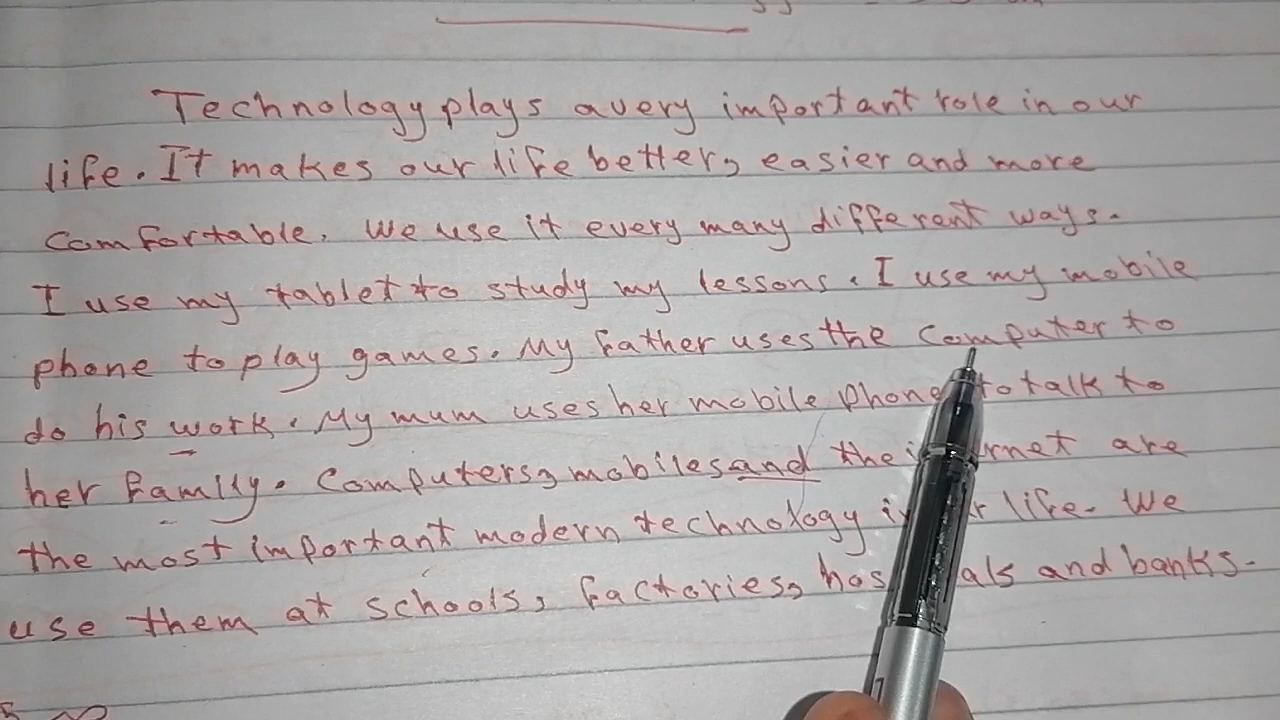 Technology plays a very important role in our
life. It makes our life better, easier and more
Comfortable. We use it every many different ways.
I use my tablet to study my lessons. I use my mobile
phone to play games. My father uses the Computer to
do his work. My mum uses her mobile phone to talk to
her family. Computers, mobiles and the are
the most important modern technology life. We
use them at schools, factories, and banks.